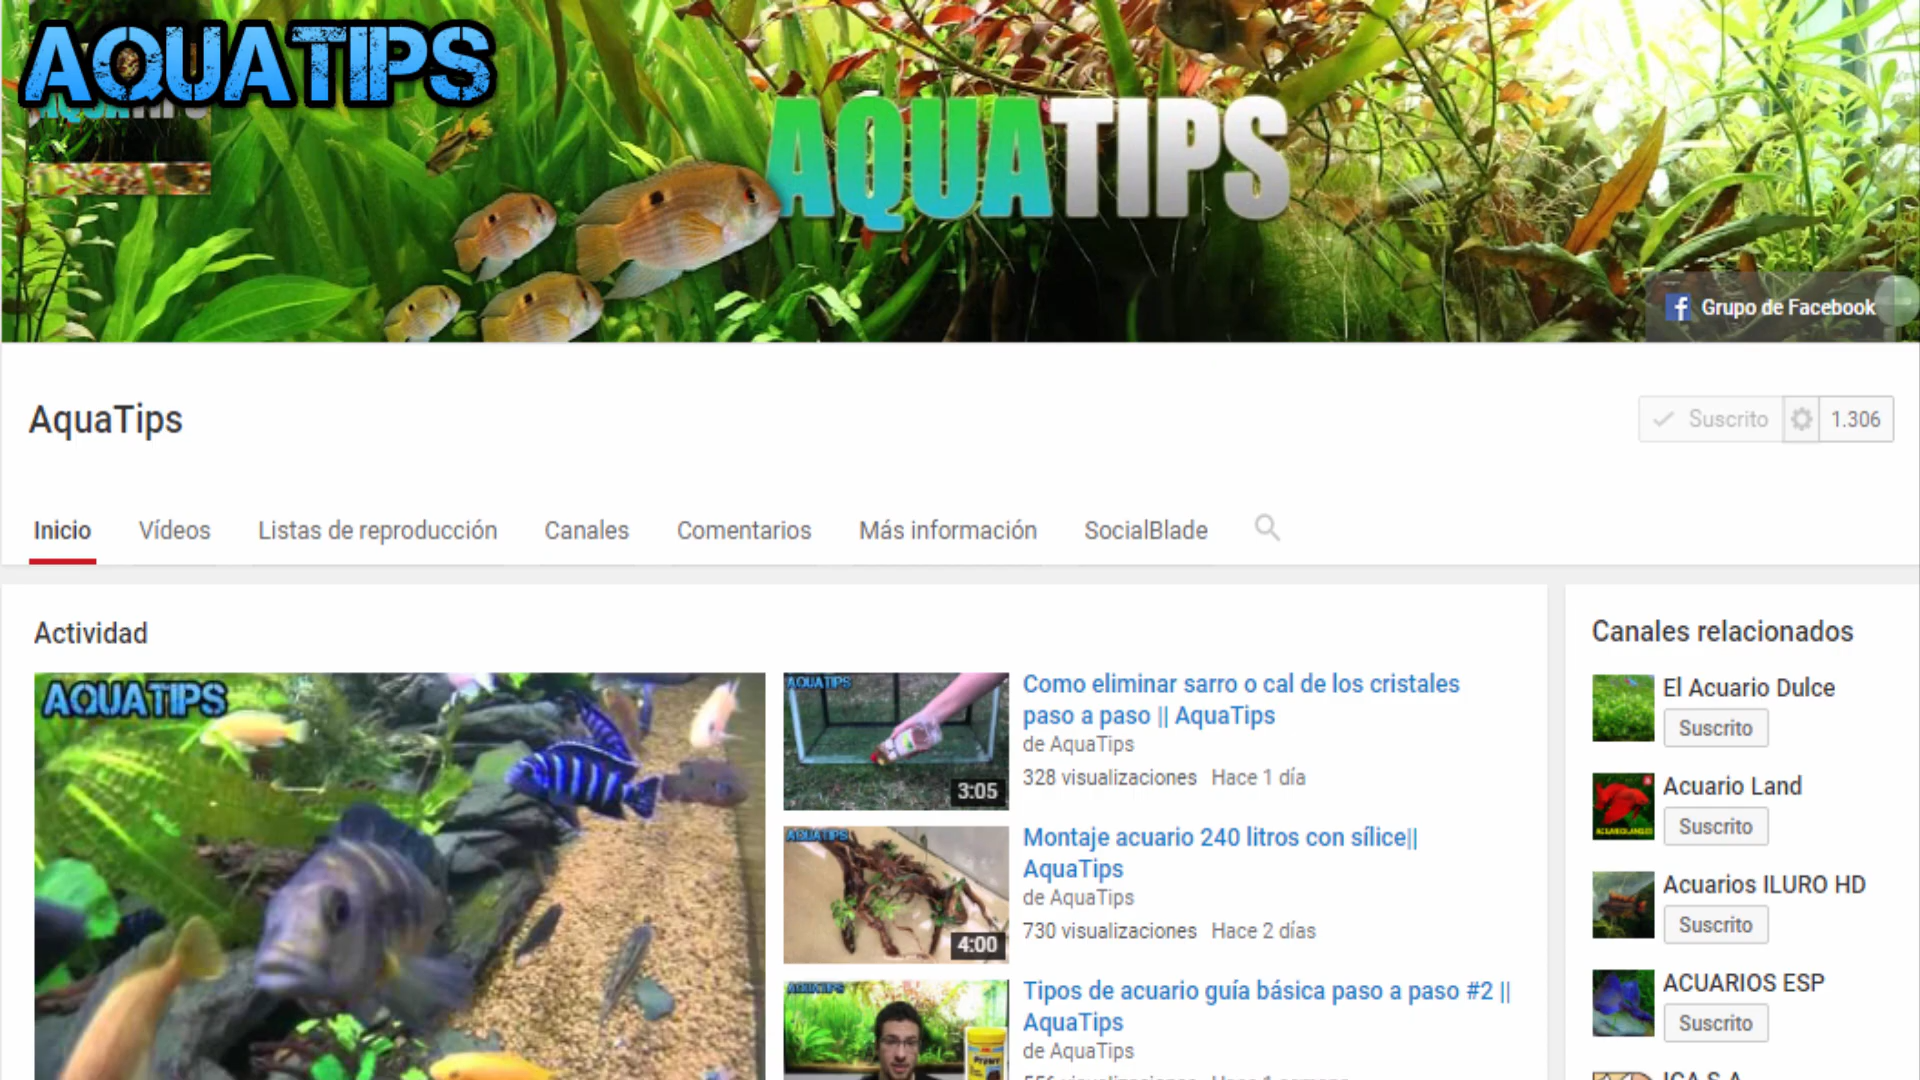 AQUATIPS
AQUATIPS
Grupo de Facebook
AquaTips
Suscrito
1.306
Inicio
Vídeos
Listas de reproducción
Canales
Comentarios
Más información
SocialBlade
Actividad
AQUATIPS
AQUATIPS
3:05
Como eliminar sarro o cal de los cristales
paso a paso || AquaTips
de AquaTips
328 visualizaciones Hace 1 día
AQUATIPS
4:00
Montaje acuario 240 litros con sílice||
AquaTips
de AquaTips
730 visualizaciones Hace 2 días
AQUATIPS
Tipos de acuario guía básica paso a paso #2 ||
AquaTips
de AquaTips
Canales relacionados
El Acuario Dulce
Suscrito
Acuario Land
Suscrito
Acuarios ILURO HD
Suscrito
ACUARIOS ESP
Suscrito